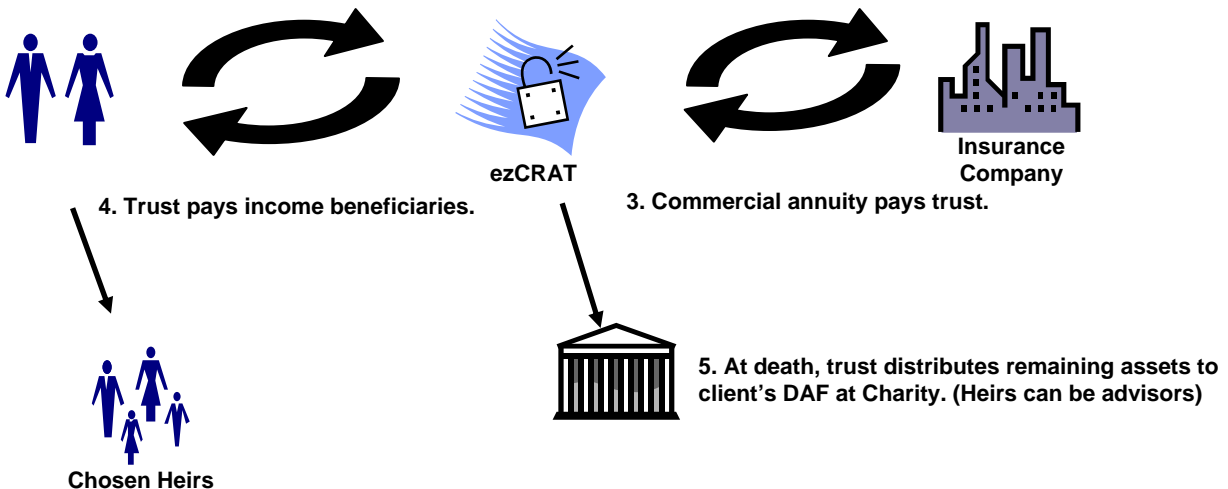 ezCRAT
Insurance
Company
4. Trust pays income beneficiaries.
3. Commercial annuity pays trust.
5. At death, trust distributes remaining assets to
client's DAF at Charity. (Heirs can be advisors)
Chosen Heirs